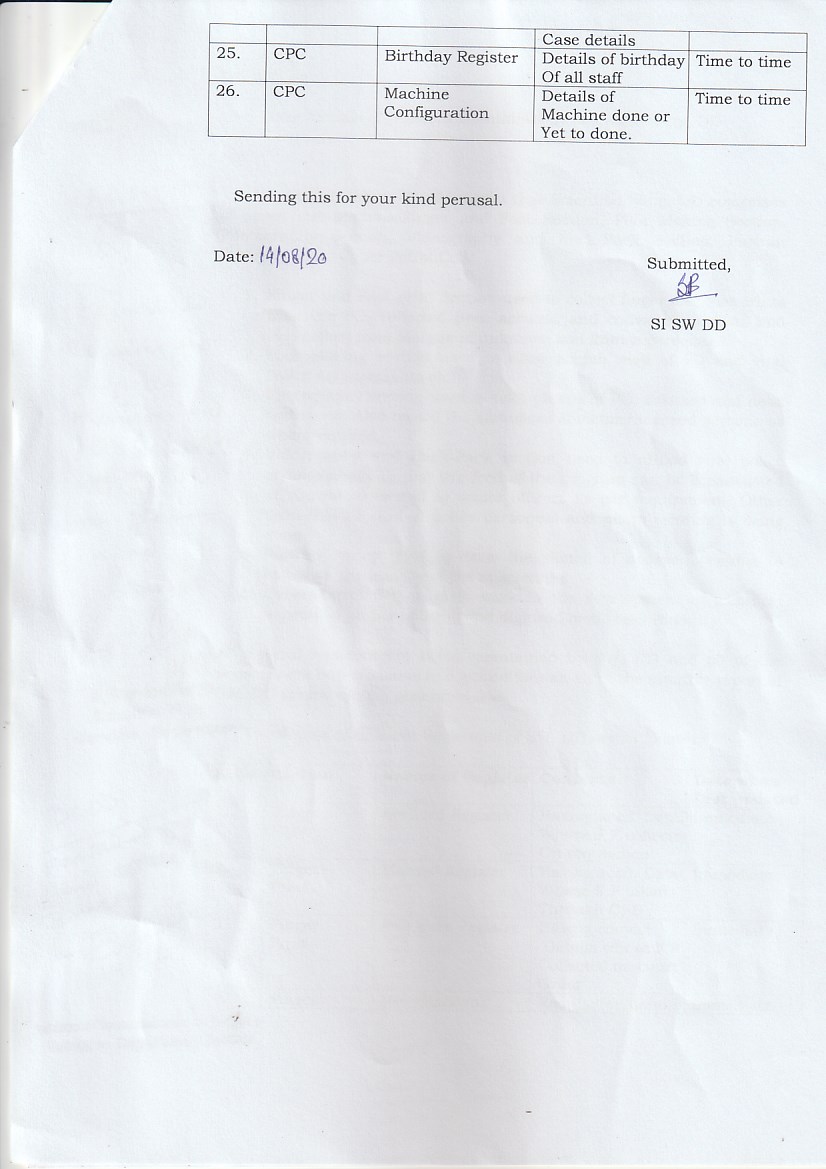 Case details
25. CPC Birthday Register Details of birthday Time to time
Of all staff
26. CPC Machine Details of Time to time
Configuration Machine done or
Yet to done.
Sending this for your kind perusal.
Date: 14/08/20
Submitted,
SB
SI SW DD